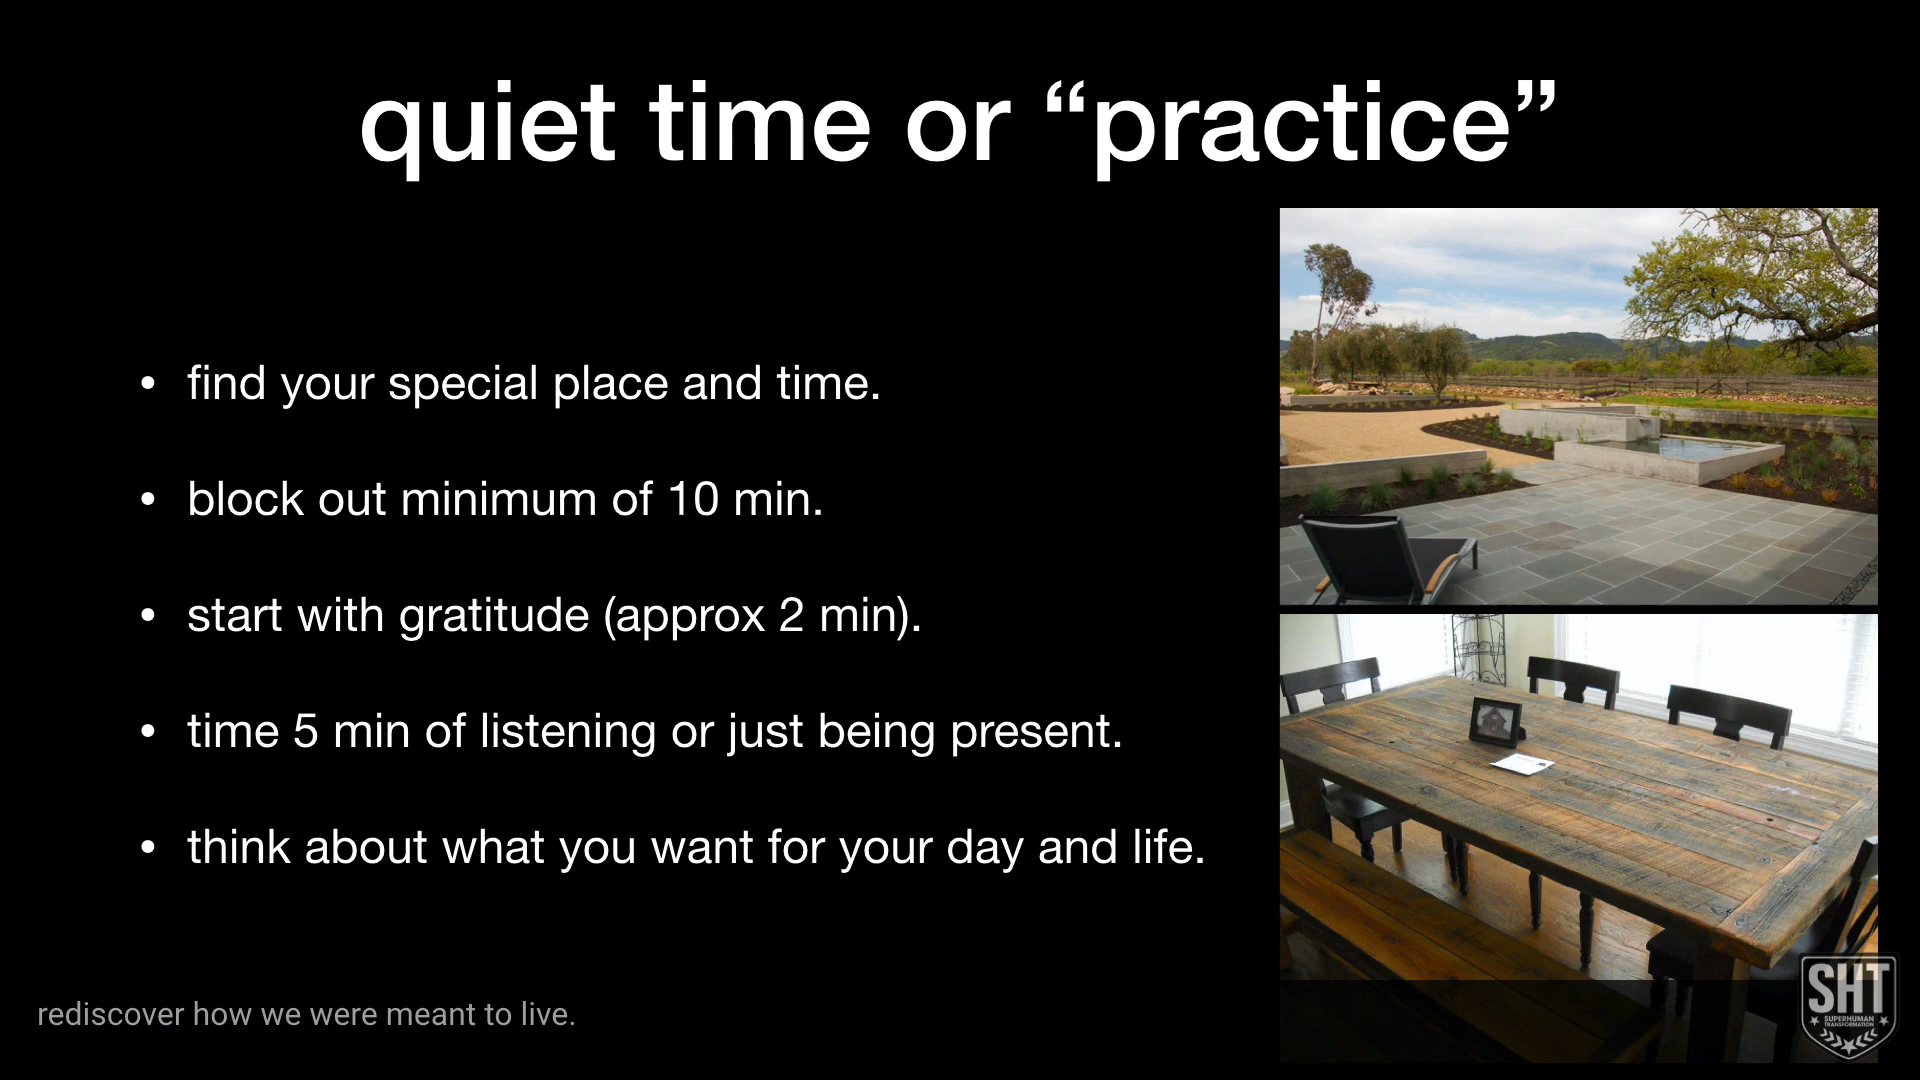 quiet time or “practice”
• find your special place and time.
• block out minimum of 10 min.
• start with gratitude (approx 2 min).
• time 5 min of listening or just being present.
• think about what you want for your day and life.
rediscover how we were meant to live.
SHT
SUPERHUMAN
TRANSFORMATION